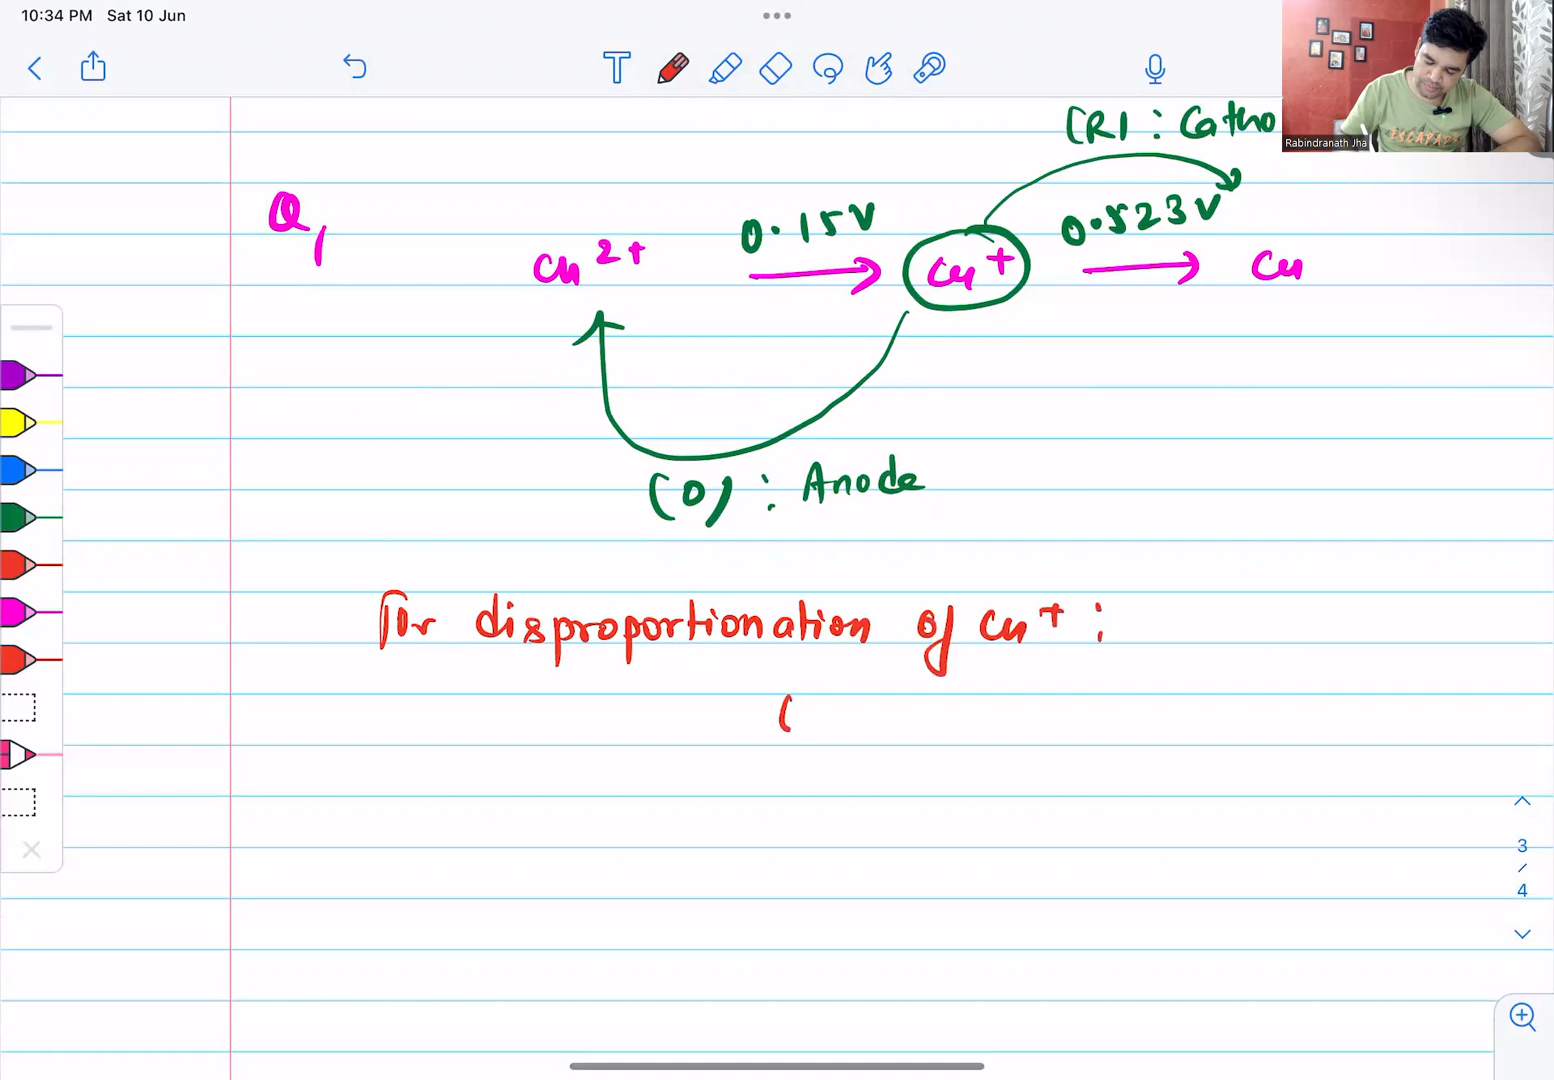 10:34 PM Sat 10 Jun
(R) : Catho
Rabindranath Jha
Q1
Cu²⁺ 0.15V → Cu⁺ 0.523V → Cu
(O) : Anode
For disproportionation of Cu⁺ :
(
3
/
4